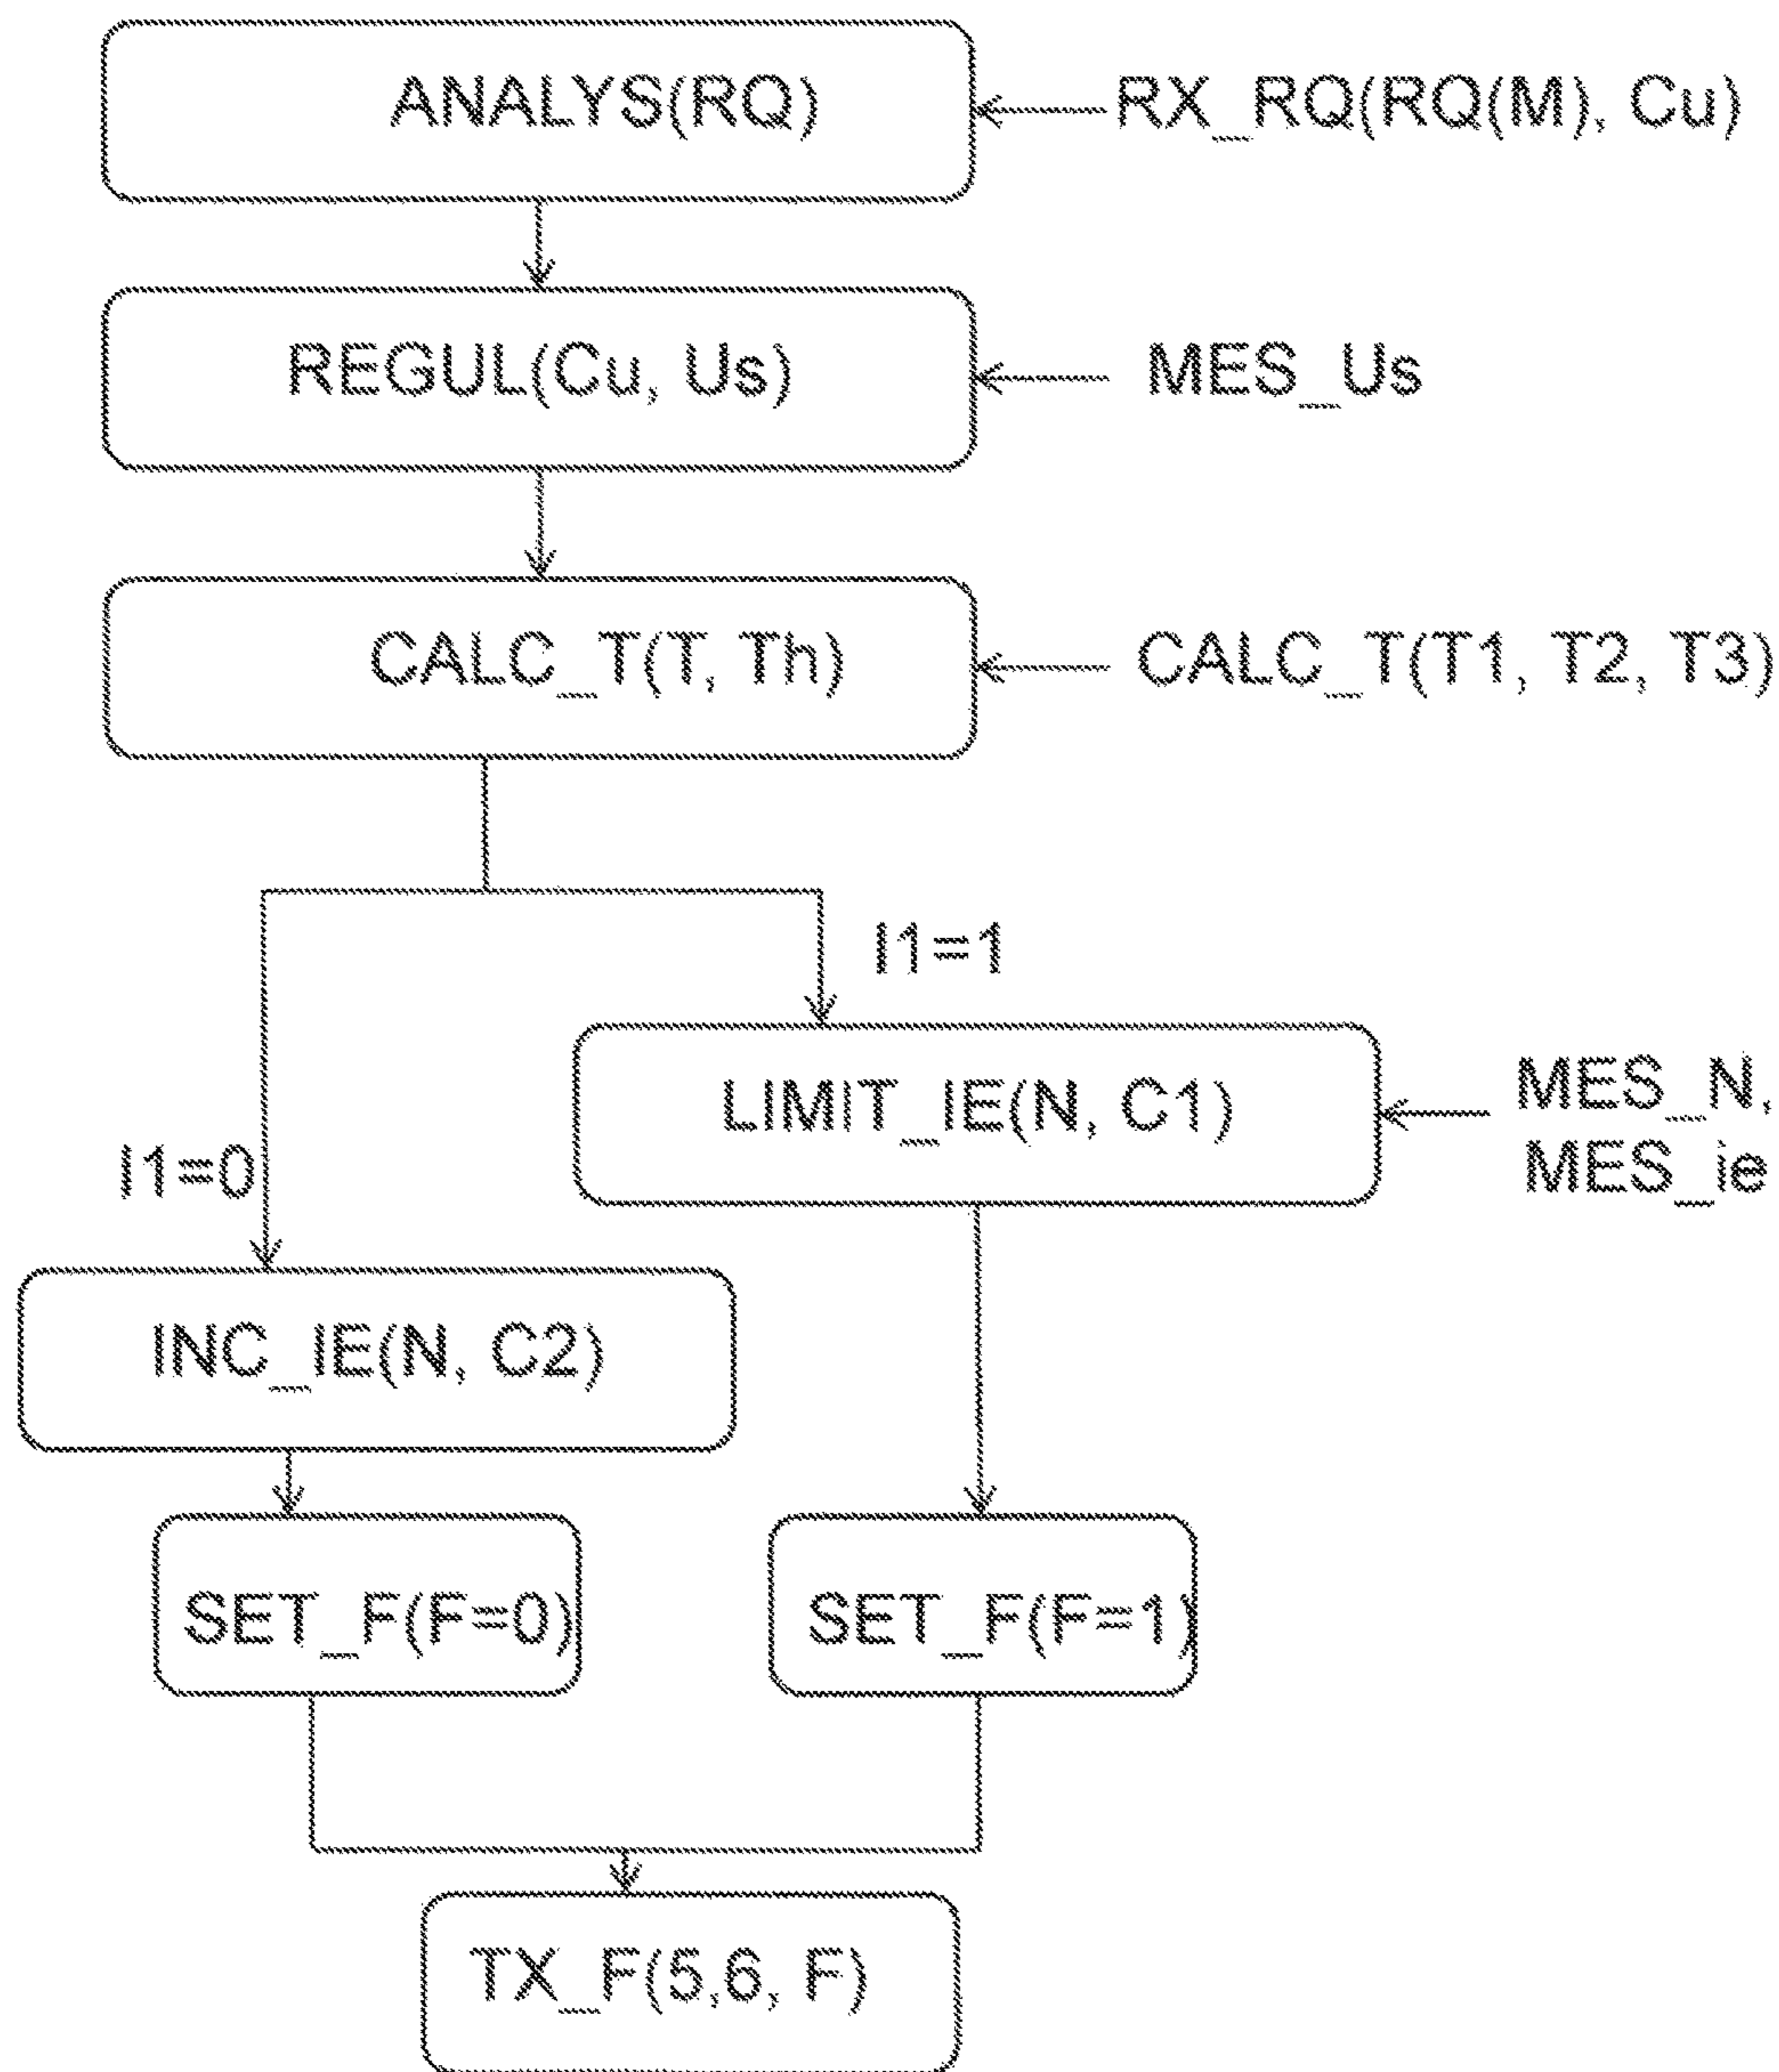 ANALYS(RQ)
RX_RQ(RQ(M), Cu)
REGUL(Cu, Us)
MES_Us
CALC_T(T, Th)
CALC_T(T1, T2, T3)
I1=1
LIMIT_IE(N, C1)
MES_N,
MES_ie
I1=0
INC_IE(N, C2)
SET_F(F=0)
SET_F(F=1)
TX_F(5,6, F)